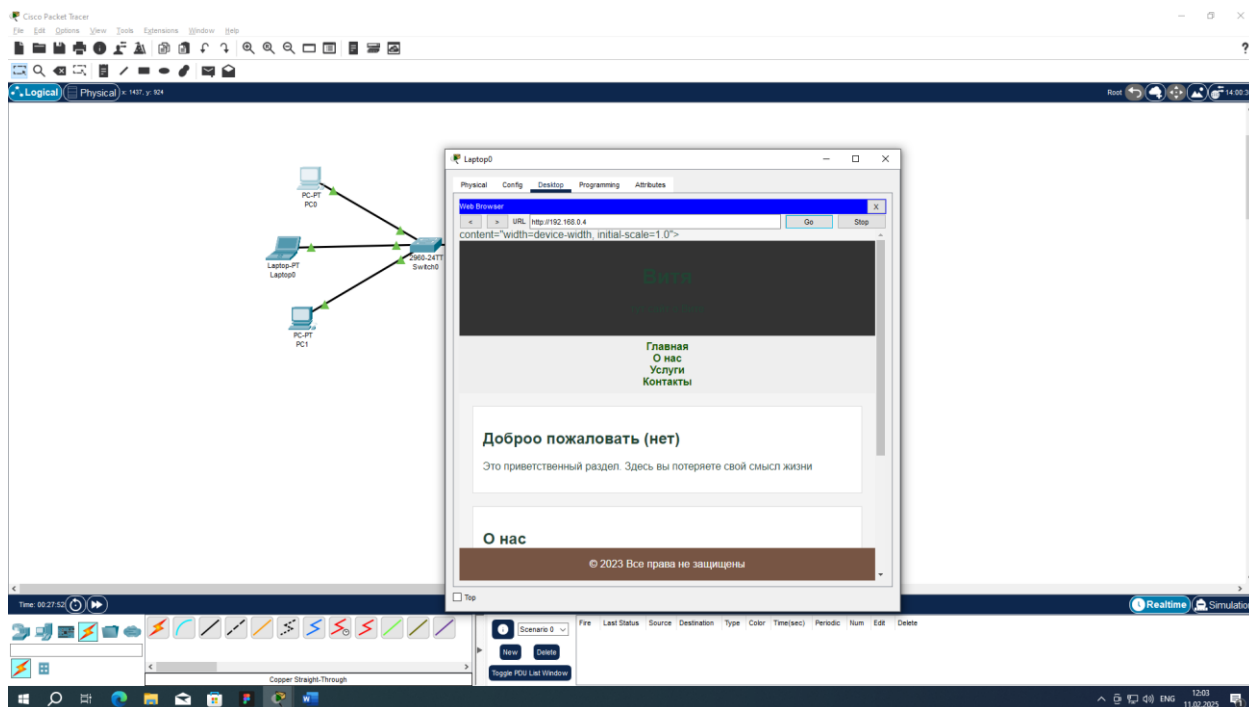 Cisco Packet Tracer
File Edit Options View Tools Extensions Window Help
?
Logical Physical x: 1437, y: 924 Root 14:00:3
PC-PT
PC0
Laptop-PT
Laptop0
2960-24TT
Switch0
PC-PT
PC1
Laptop0
Physical Config Desktop Programming Attributes
Web Browser X
< > URL http://192.168.0.4 Go Stop
content="width=device-width, initial-scale=1.0">
Витя
Главная
О нас
Услуги
Контакты
Доброо пожаловать (нет)
Это приветственный раздел. Здесь вы потеряете свой смысл жизни
О нас
© 2023 Все права не защищены
Top
Time: 00:27:52 Realtime Simulation
Scenario 0
New Delete
Toggle PDU List Window
Fire Last Status Source Destination Type Color Time(sec) Periodic Num Edit Delete
Copper Straight-Through
ENG 12:03
11.02.2025